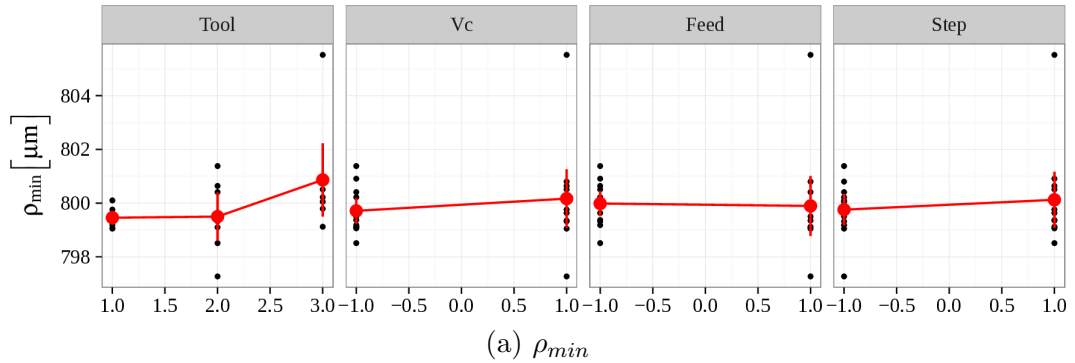 Tool Vc Feed Step
804
802
800
798
ρmin [μm]
1.0 1.5 2.0 2.5 3.0 −1.0 −0.5 0.0 0.5 1.0 −1.0 −0.5 0.0 0.5 1.0 −1.0 −0.5 0.0 0.5 1.0
(a) ρmin